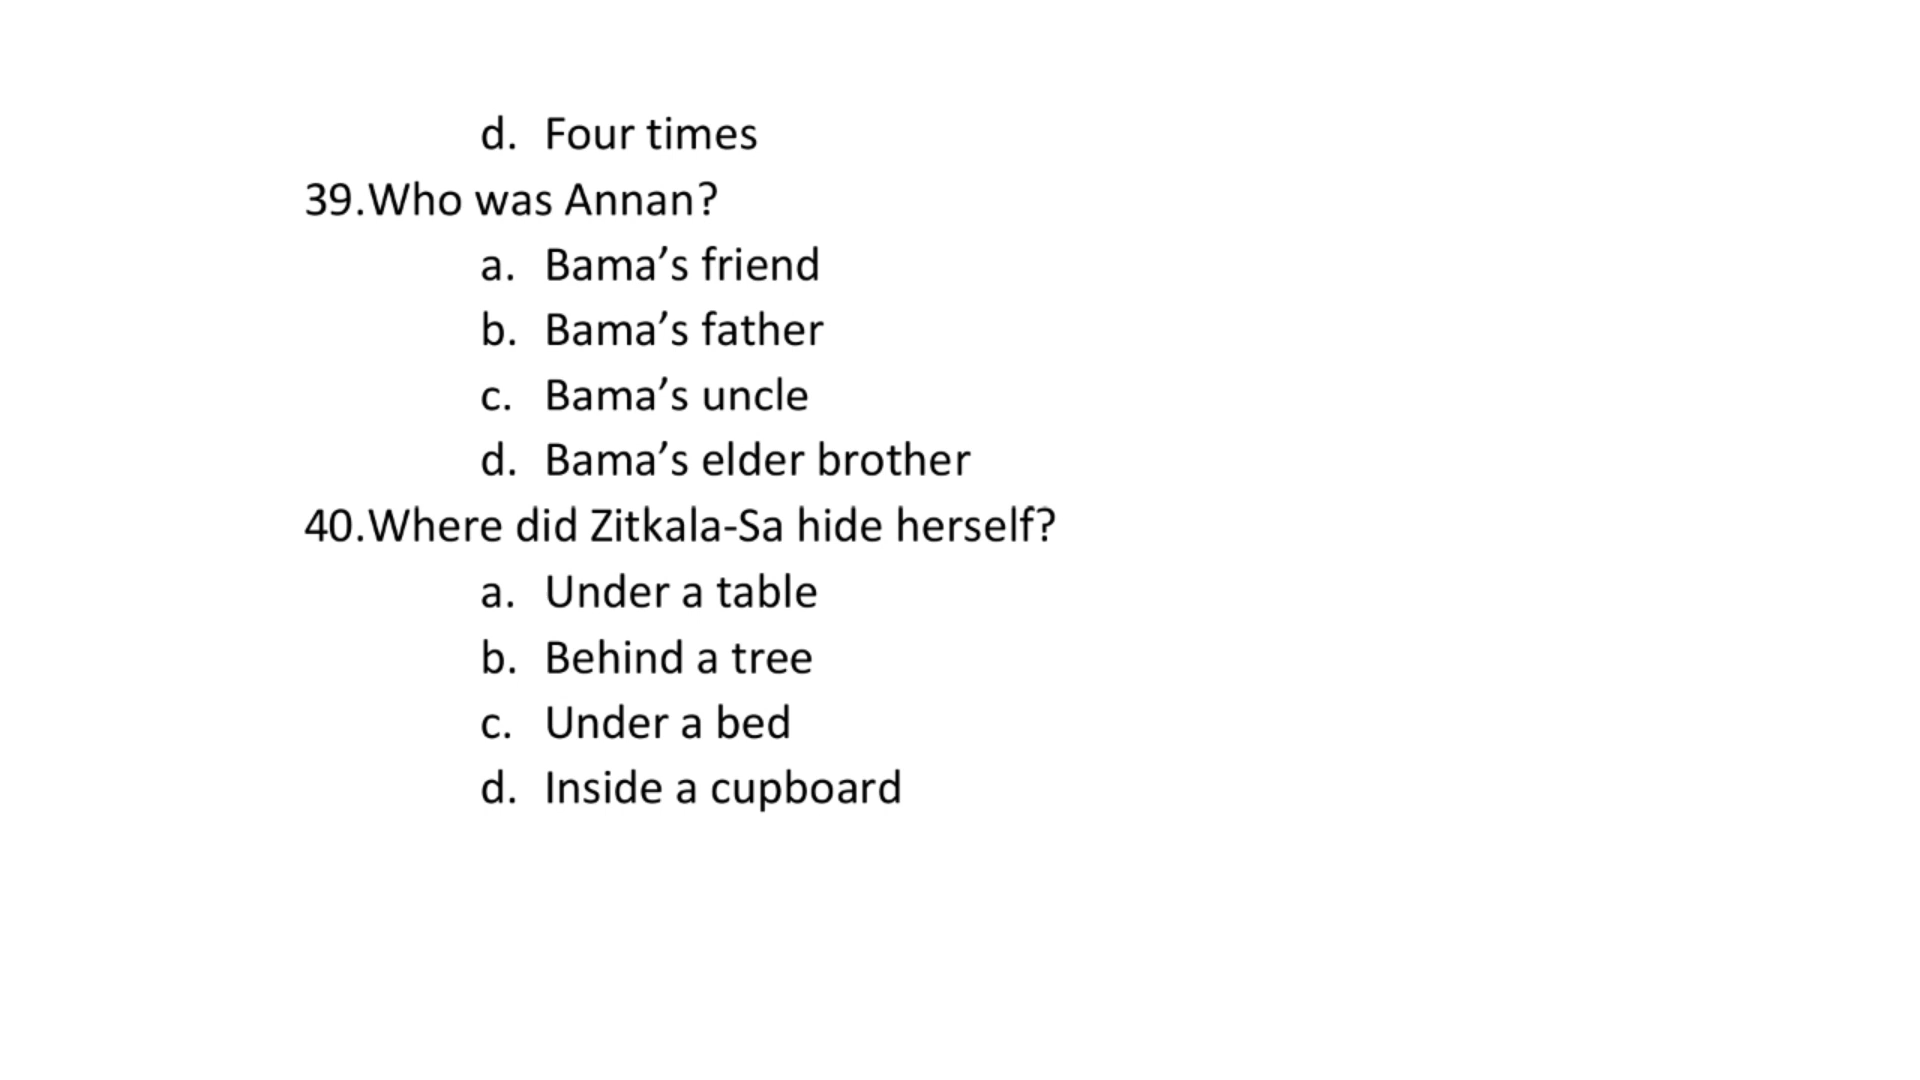 d. Four times
39.Who was Annan?
a. Bama’s friend
b. Bama’s father
c. Bama’s uncle
d. Bama’s elder brother
40.Where did Zitkala-Sa hide herself?
a. Under a table
b. Behind a tree
c. Under a bed
d. Inside a cupboard